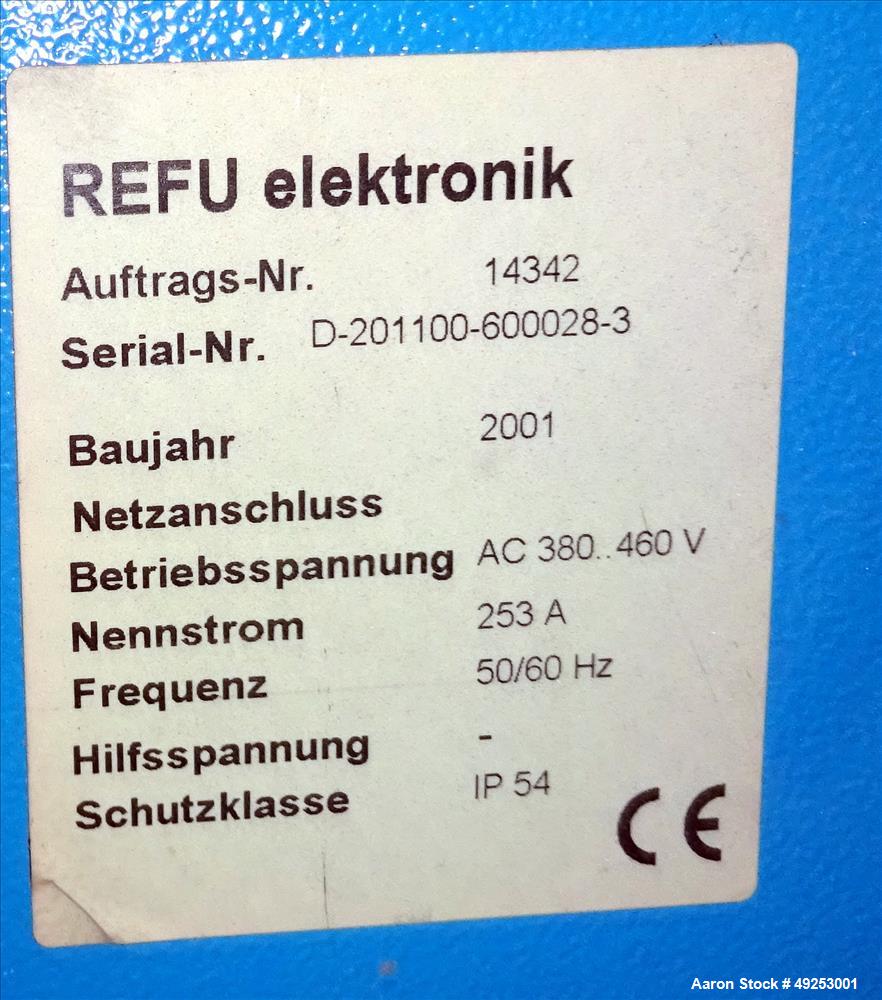 REFU elektronik
Auftrags-Nr. 14342
Serial-Nr. D-201100-600028-3
Baujahr 2001
Netzanschluss
Betriebsspannung AC 380..460 V
Nennstrom 253 A
Frequenz 50/60 Hz
Hilfsspannung -
Schutzklasse IP 54
CE
Aaron Stock # 49253001